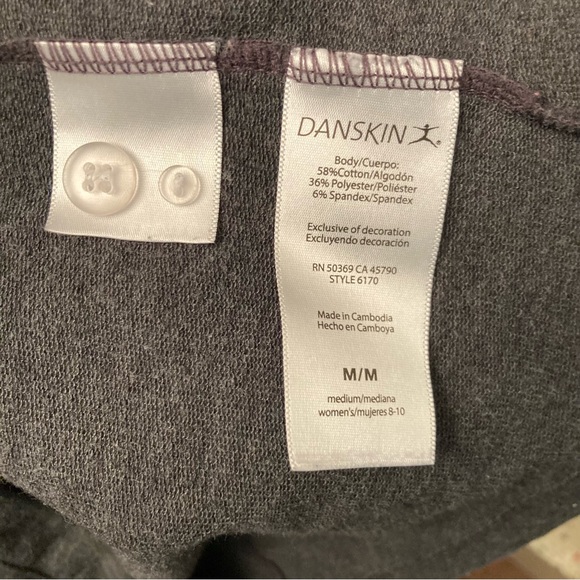 DANSKIN
Body/Cuerpo:
58%Cotton/Algodón
36% Polyester/Poliéster
6% Spandex/Spandex
Exclusive of decoration
Excluyendo decoración
RN 50369 CA 45790
STYLE 6170
Made in Cambodia
Hecho en Camboya
M/M
medium/mediana
women's/mujeres 8-10